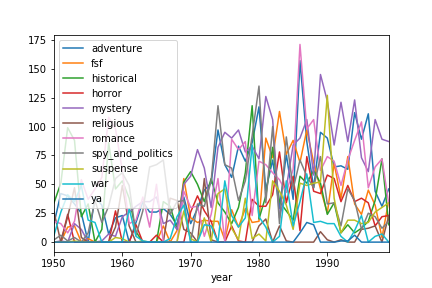 175
150
125
100
75
50
25
0
adventure
fsf
historical
horror
mystery
religious
romance
spy_and_politics
suspense
war
ya
1950
1960
1970
1980
1990
year